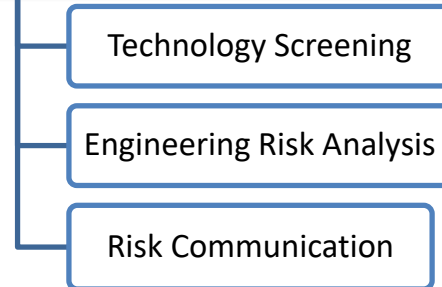 Technology Screening
Engineering Risk Analysis
Risk Communication